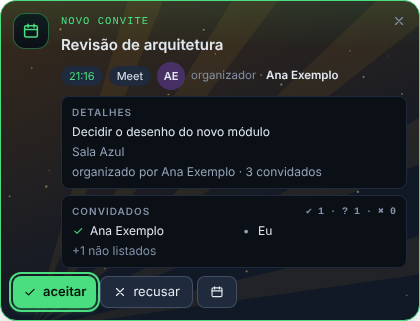 NOVO CONVITE
Revisão de arquitetura
21:16 Meet AE organizador · Ana Exemplo
DETALHES
Decidir o desenho do novo módulo
Sala Azul
organizado por Ana Exemplo · 3 convidados
CONVIDADOS ✔ 1 · ? 1 · ✖ 0
✓ Ana Exemplo • Eu
+1 não listados
✓ aceitar ✕ recusar